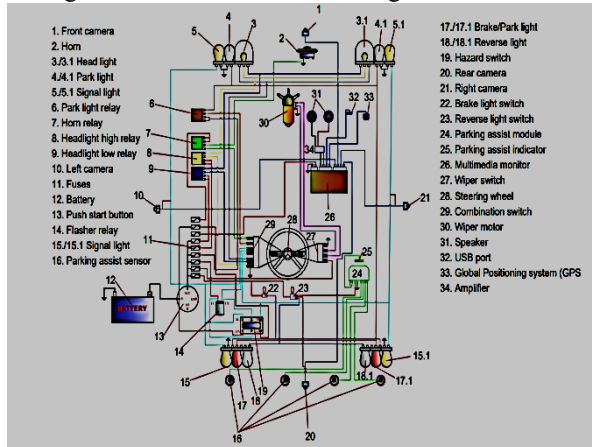 1. Front camera
2. Horn
3./3.1 Head light
4./4.1 Park light
5./5.1 Signal light
6. Park light relay
7. Horn relay
8. Headlight high relay
9. Headlight low relay
10. Left camera
11. Fuses
12. Battery
13. Push start button
14. Flasher relay
15./15.1 Signal light
16. Parking assist sensor
1
5 4 3 2 3.1 4.1 5.1
6
7
8
9
30
31
32
33
34
26
10
21
28
29
27
11
25
24
12
BATTERY
13
14
22
23
19
15
17
18
18.1
17.1
15.1
16
20
17./17.1 Brake/Park light
18./18.1 Reverse light
19. Hazard switch
20. Rear camera
21. Right camera
22. Brake light switch
23. Reverse light switch
24. Parking assist module
25. Parking assist indicator
26. Multimedia monitor
27. Wiper switch
28. Steering wheel
29. Combination switch
30. Wiper motor
31. Speaker
32. USB port
33. Global Positioning system (GPS
34. Amplifier